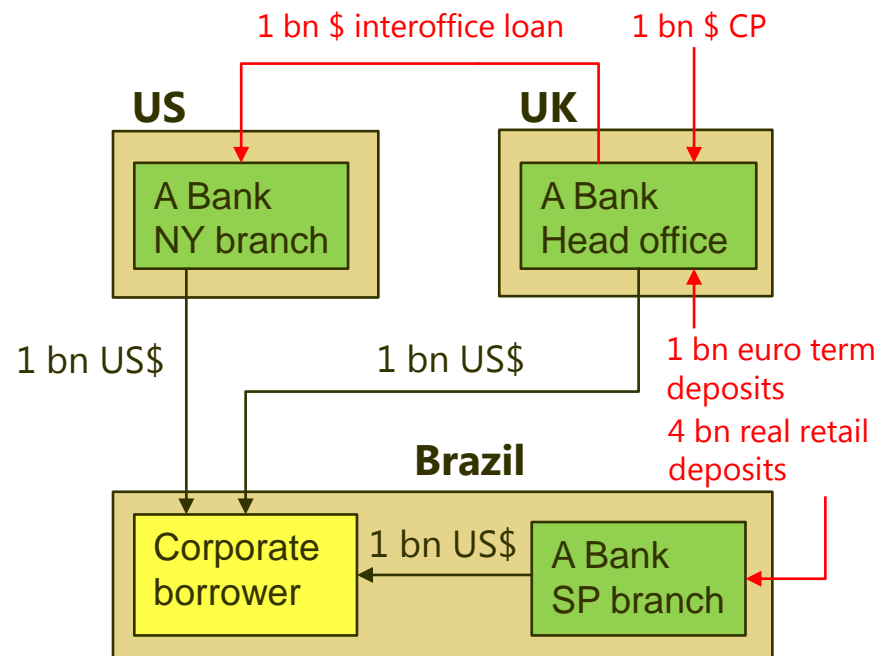 1 bn $ interoffice loan
1 bn $ CP
US
UK
A Bank
NY branch
A Bank
Head office
1 bn US$
1 bn US$
1 bn euro term
deposits
4 bn real retail
deposits
Brazil
Corporate
borrower
1 bn US$
A Bank
SP branch